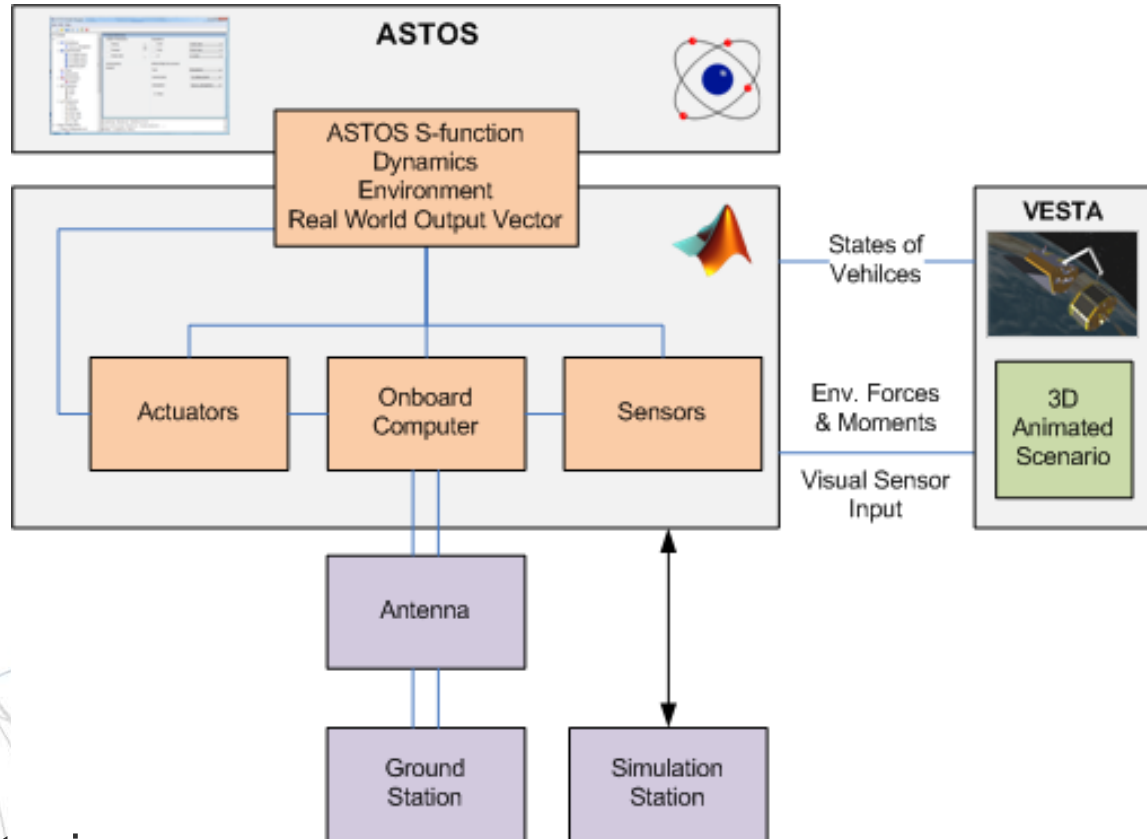 ASTOS
ASTOS S-function
Dynamics
Environment
Real World Output Vector
VESTA
States of
Vehilces
Actuators
Onboard
Computer
Sensors
Env. Forces
& Moments
Visual Sensor
Input
3D
Animated
Scenario
Antenna
Ground
Station
Simulation
Station